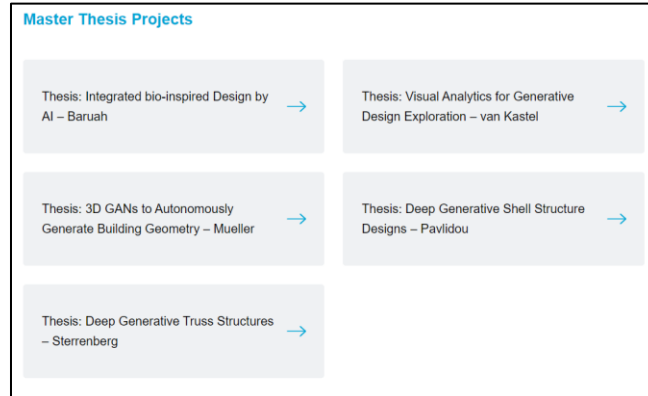 Master Thesis Projects
Thesis: Integrated bio-inspired Design by
AI – Baruah
Thesis: Visual Analytics for Generative
Design Exploration – van Kastel
Thesis: 3D GANs to Autonomously
Generate Building Geometry – Mueller
Thesis: Deep Generative Shell Structure
Designs – Pavlidou
Thesis: Deep Generative Truss Structures
– Sterrenberg